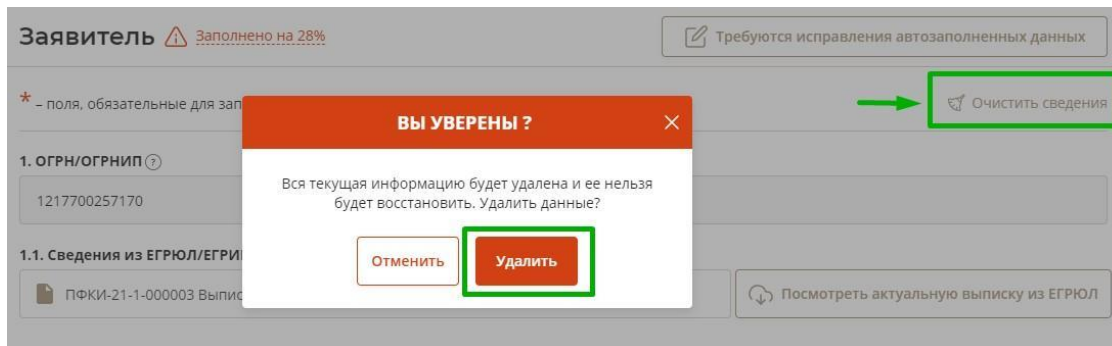 Заявитель Заполнено на 28% Требуются исправления автозаполненных данных
* – поля, обязательные для зап Очистить сведения
ВЫ УВЕРЕНЫ ?
1. ОГРН/ОГРНИП ?
Вся текущая информацию будет удалена и ее нельзя
будет восстановить. Удалить данные?
1217700257170
Отменить Удалить
1.1. Сведения из ЕГРЮЛ/ЕГРИ
ПФКИ-21-1-000003 Выпис Посмотреть актуальную выписку из ЕГРЮЛ